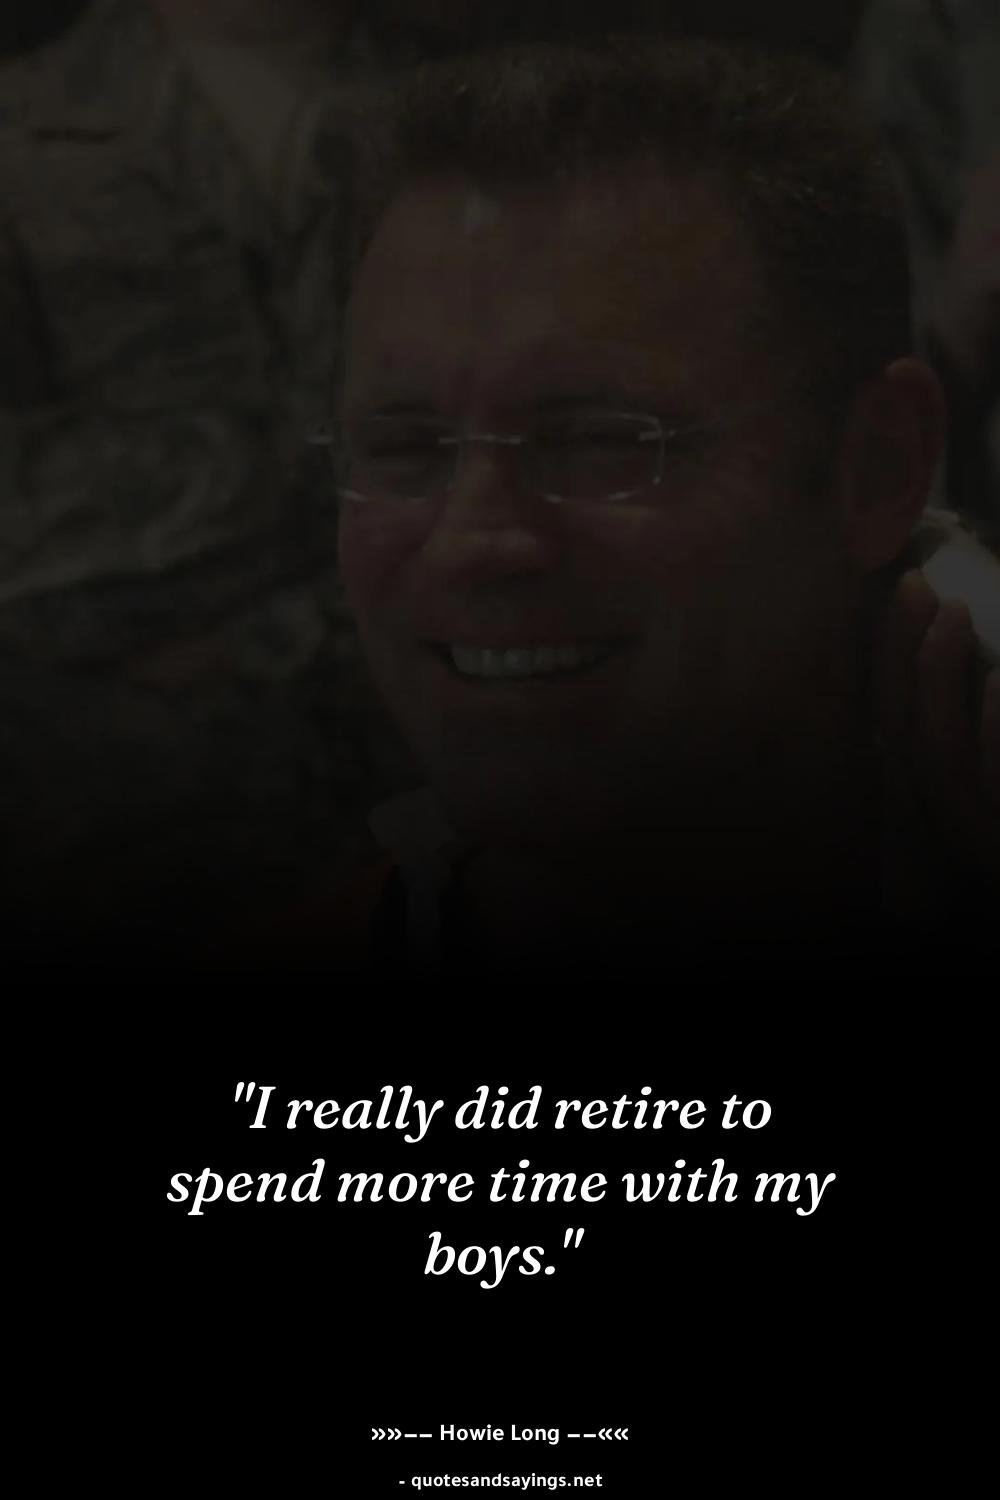 "I really did retire to
spend more time with my
boys."
»»-- Howie Long --««
- quotesandsayings.net